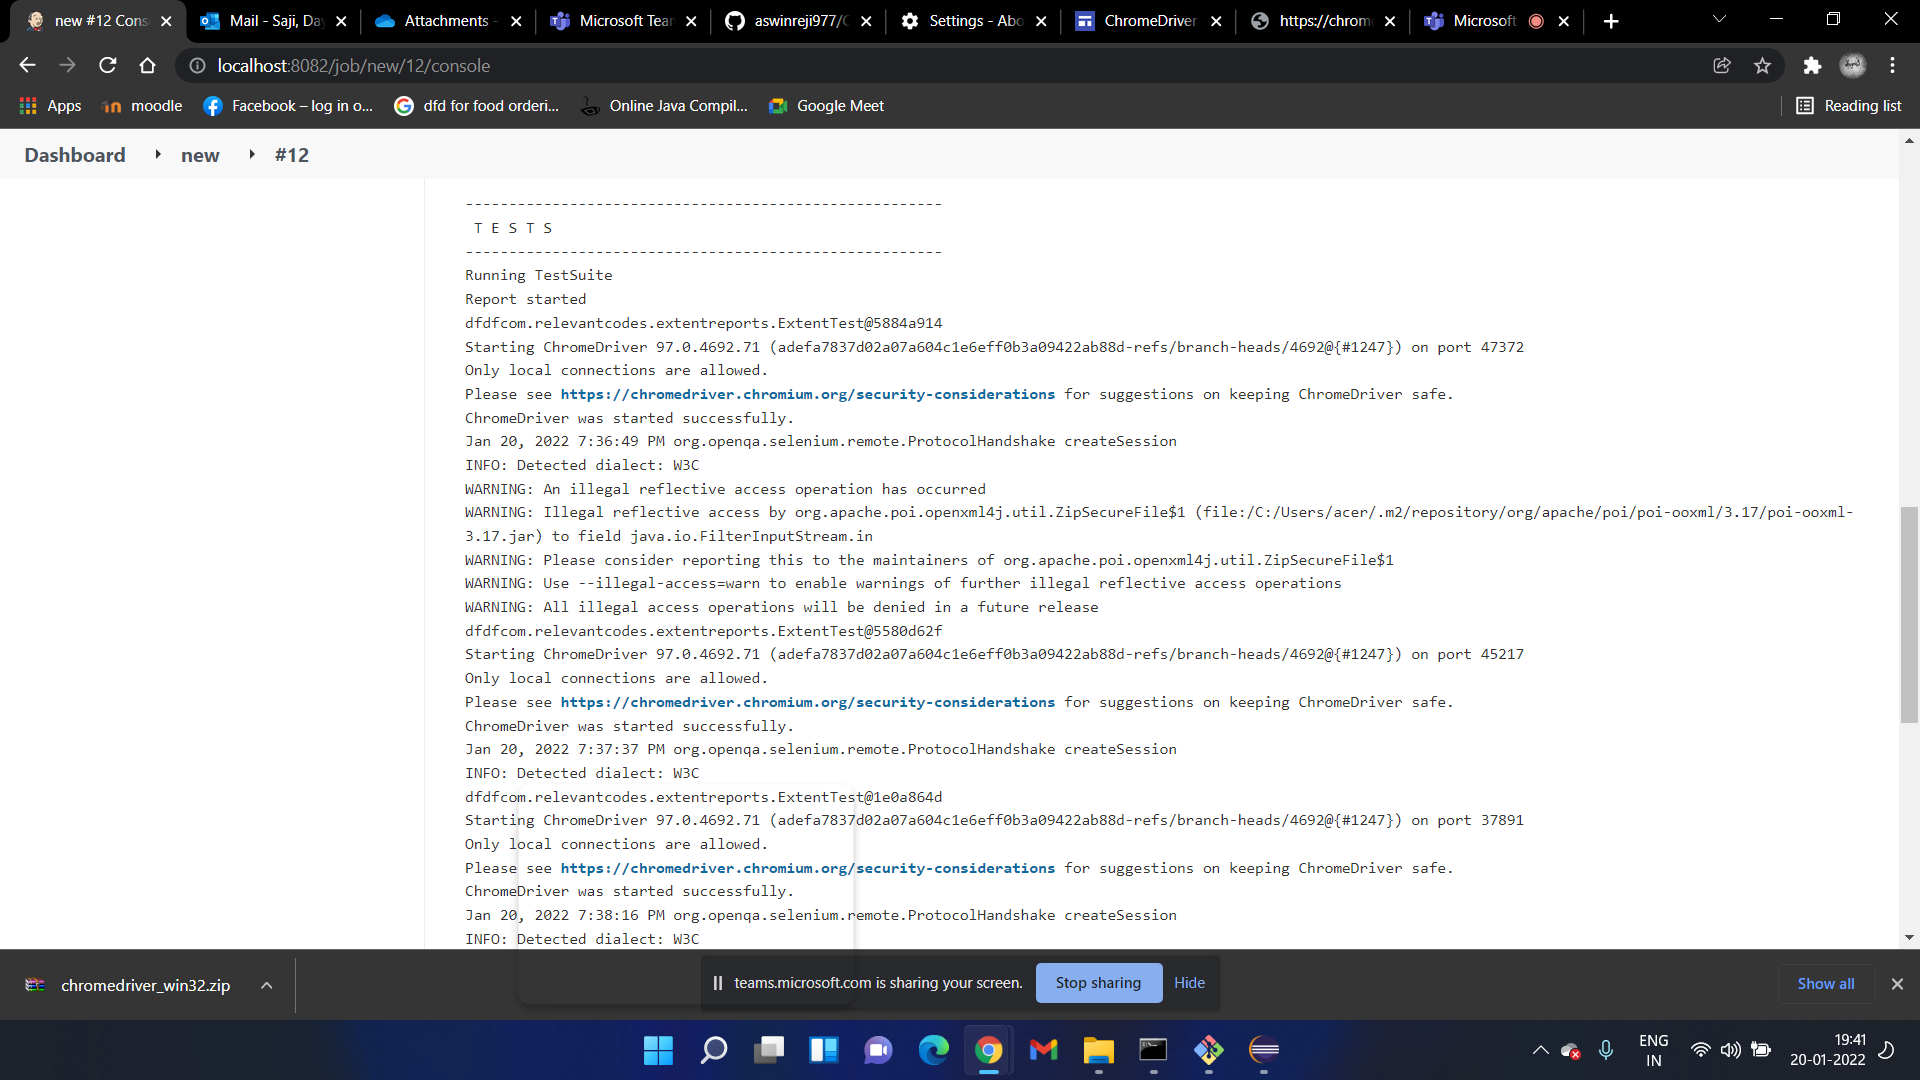 new #12 Cons
Mail - Saji, Da
Attachments -
Microsoft Tear
aswinreji977/C
Settings - Abo
ChromeDriver
https://chrom
Microsoft
localhost:8082/job/new/12/console
Apps
moodle
Facebook – log in o...
dfd for food orderi...
Online Java Compil...
Google Meet
Reading list
Dashboard
new
#12
-------------------------------------------------------
T E S T S
-------------------------------------------------------
Running TestSuite
Report started
dfdfcom.relevantcodes.extentreports.ExtentTest@5884a914
Starting ChromeDriver 97.0.4692.71 (adefa7837d02a07a604c1e6eff0b3a09422ab88d-refs/branch-heads/4692@{#1247}) on port 47372
Only local connections are allowed.
Please see https://chromedriver.chromium.org/security-considerations for suggestions on keeping ChromeDriver safe.
ChromeDriver was started successfully.
Jan 20, 2022 7:36:49 PM org.openqa.selenium.remote.ProtocolHandshake createSession
INFO: Detected dialect: W3C
WARNING: An illegal reflective access operation has occurred
WARNING: Illegal reflective access by org.apache.poi.openxml4j.util.ZipSecureFile$1 (file:/C:/Users/acer/.m2/repository/org/apache/poi/poi-ooxml/3.17/poi-ooxml-
3.17.jar) to field java.io.FilterInputStream.in
WARNING: Please consider reporting this to the maintainers of org.apache.poi.openxml4j.util.ZipSecureFile$1
WARNING: Use --illegal-access=warn to enable warnings of further illegal reflective access operations
WARNING: All illegal access operations will be denied in a future release
dfdfcom.relevantcodes.extentreports.ExtentTest@5580d62f
Starting ChromeDriver 97.0.4692.71 (adefa7837d02a07a604c1e6eff0b3a09422ab88d-refs/branch-heads/4692@{#1247}) on port 45217
Only local connections are allowed.
Please see https://chromedriver.chromium.org/security-considerations for suggestions on keeping ChromeDriver safe.
ChromeDriver was started successfully.
Jan 20, 2022 7:37:37 PM org.openqa.selenium.remote.ProtocolHandshake createSession
INFO: Detected dialect: W3C
dfdfcom.relevantcodes.extentreports.ExtentTest@1e0a864d
Starting ChromeDriver 97.0.4692.71 (adefa7837d02a07a604c1e6eff0b3a09422ab88d-refs/branch-heads/4692@{#1247}) on port 37891
Only local connections are allowed.
Please see https://chromedriver.chromium.org/security-considerations for suggestions on keeping ChromeDriver safe.
ChromeDriver was started successfully.
Jan 20, 2022 7:38:16 PM org.openqa.selenium.remote.ProtocolHandshake createSession
INFO: Detected dialect: W3C
chromedriver_win32.zip
teams.microsoft.com is sharing your screen.
Stop sharing
Hide
Show all
ENG
IN
19:41
20-01-2022